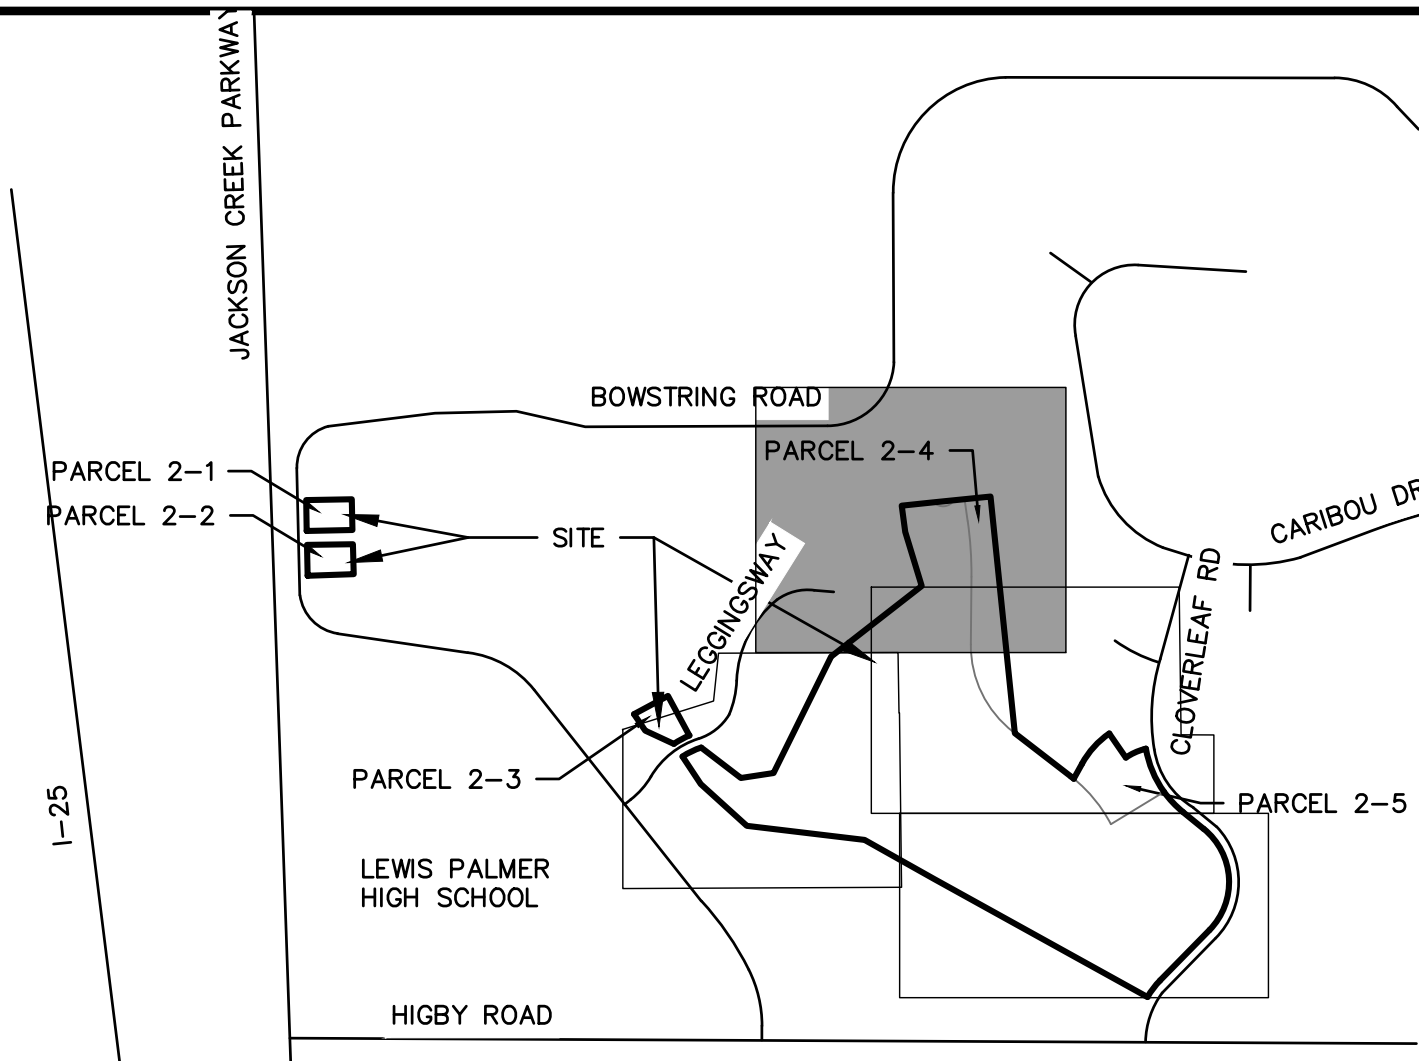 JACKSON CREEK PARKWAY
BOWSTRING ROAD
PARCEL 2-4
PARCEL 2-1
PARCEL 2-2
SITE
CARIBOU DR
LEGGINGSWAY
CLOVERLEAF RD
PARCEL 2-3
PARCEL 2-5
I-25
LEWIS PALMER
HIGH SCHOOL
HIGBY ROAD